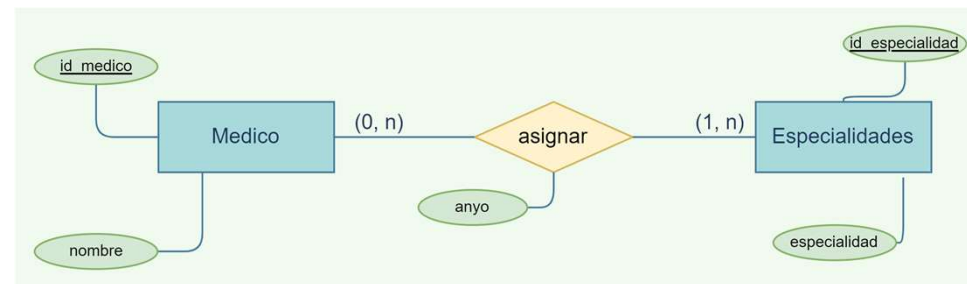 id_especialidad
id_medico
Medico
(0, n)
asignar
(1, n)
Especialidades
anyo
nombre
especialidad